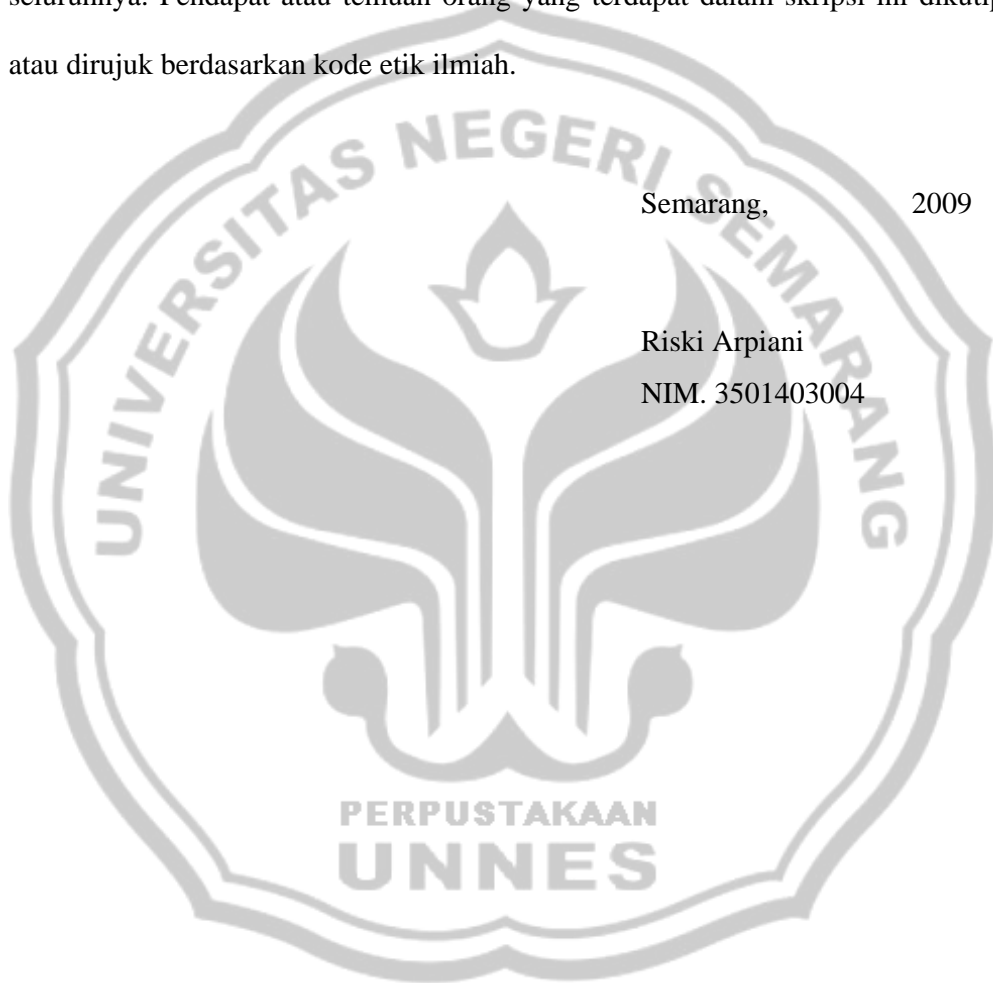 seluruhnya. Pendapat atau temuan orang yang terdapat dalam skripsi ini dikutip
atau dirujuk berdasarkan kode etik ilmiah.
UNIVERSITAS NEGERI SEMARANG
Semarang, 2009
Riski Arpiani
NIM. 3501403004
PERPUSTAKAAN
UNNES